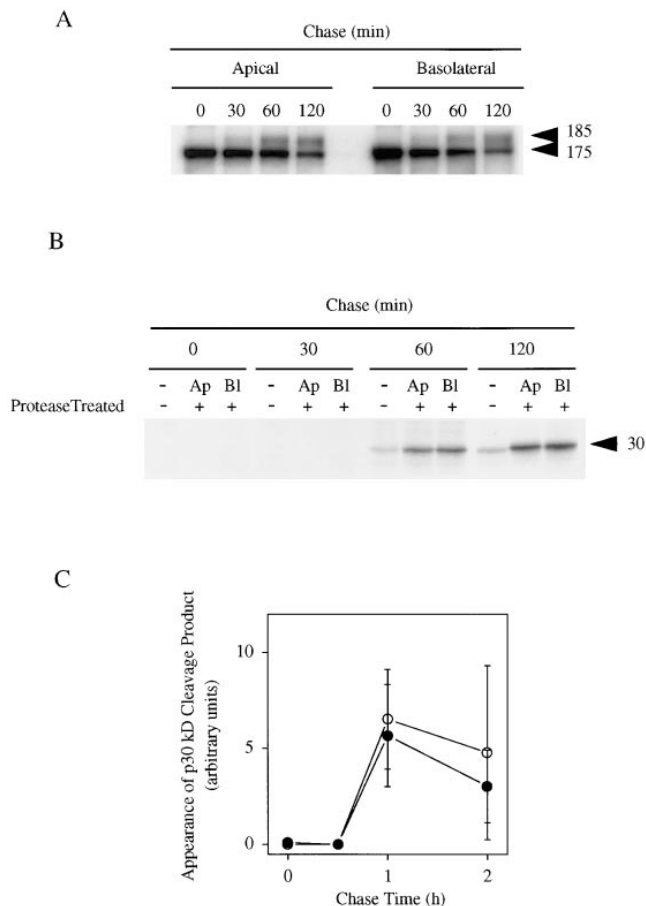 A
Chase (min)
Apical Basolateral
0 30 60 120 0 30 60 120
185
175
B
Chase (min)
0 30 60 120
- Ap Bl - Ap Bl - Ap Bl - Ap Bl
ProteaseTreated - + + - + + - + + - + +
30
C
Appearance of p30 kD Cleavage Product
(arbitrary units)
10
5
0
0 1 2
Chase Time (h)